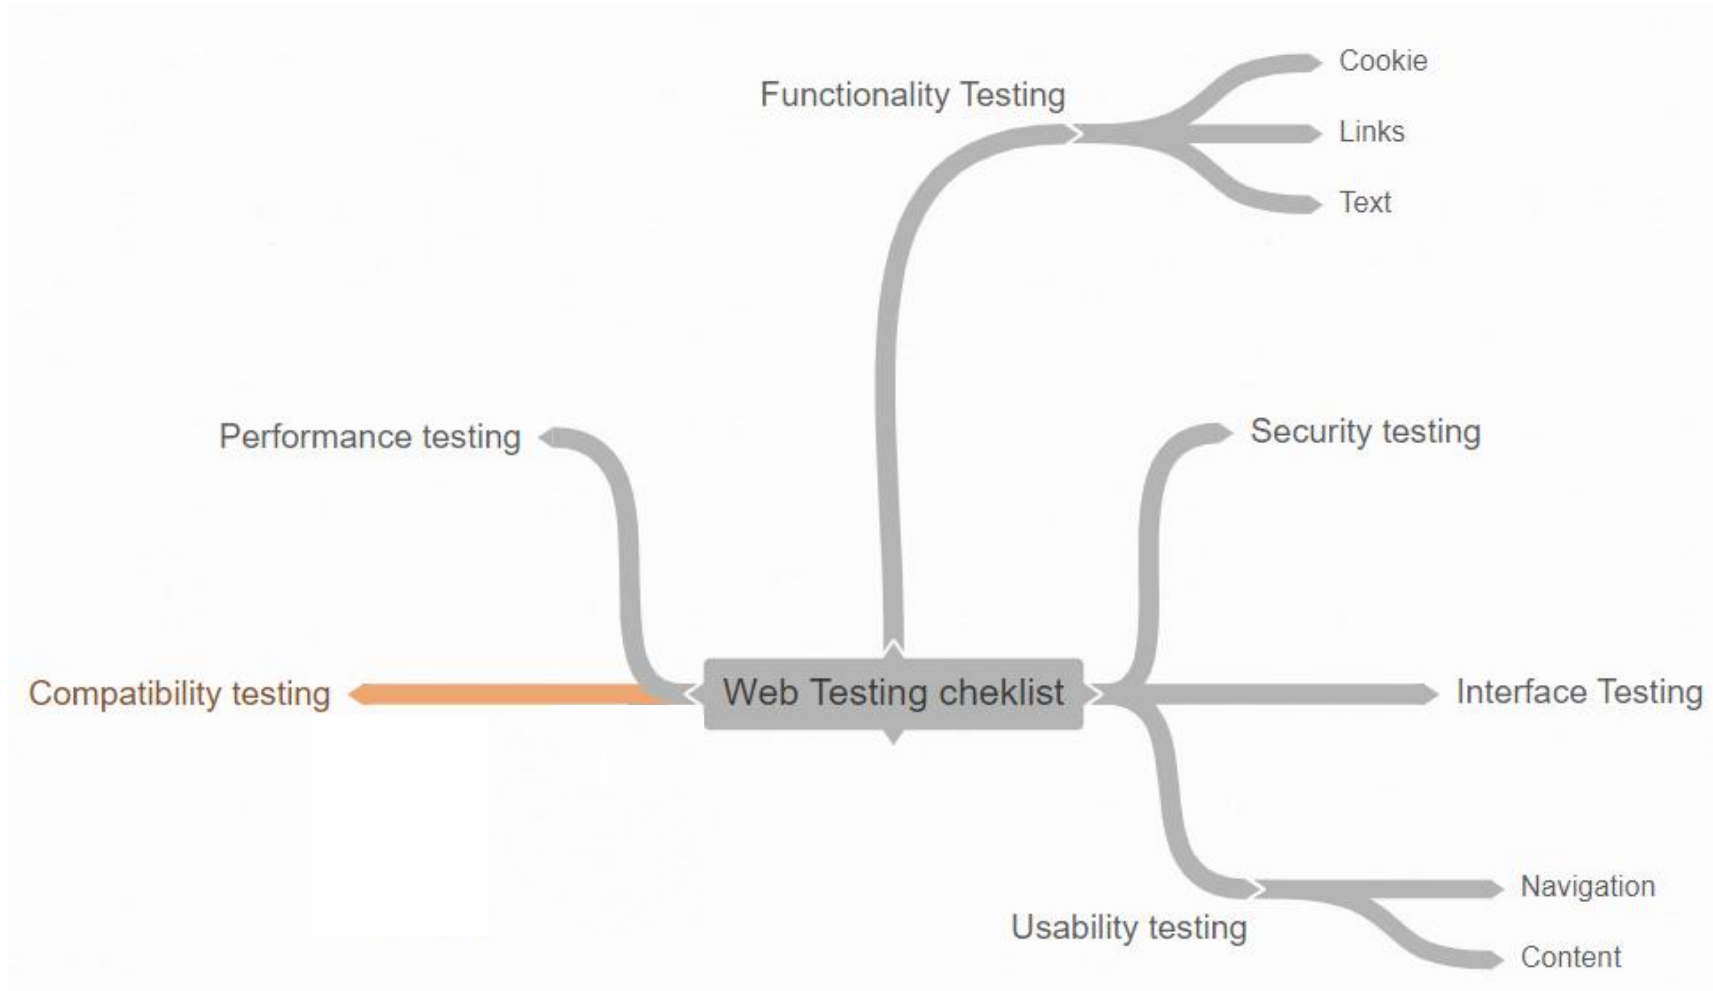 Cookie
Functionality Testing
Links
Text
Performance testing
Security testing
Compatibility testing
Web Testing cheklist
Interface Testing
Navigation
Usability testing
Content